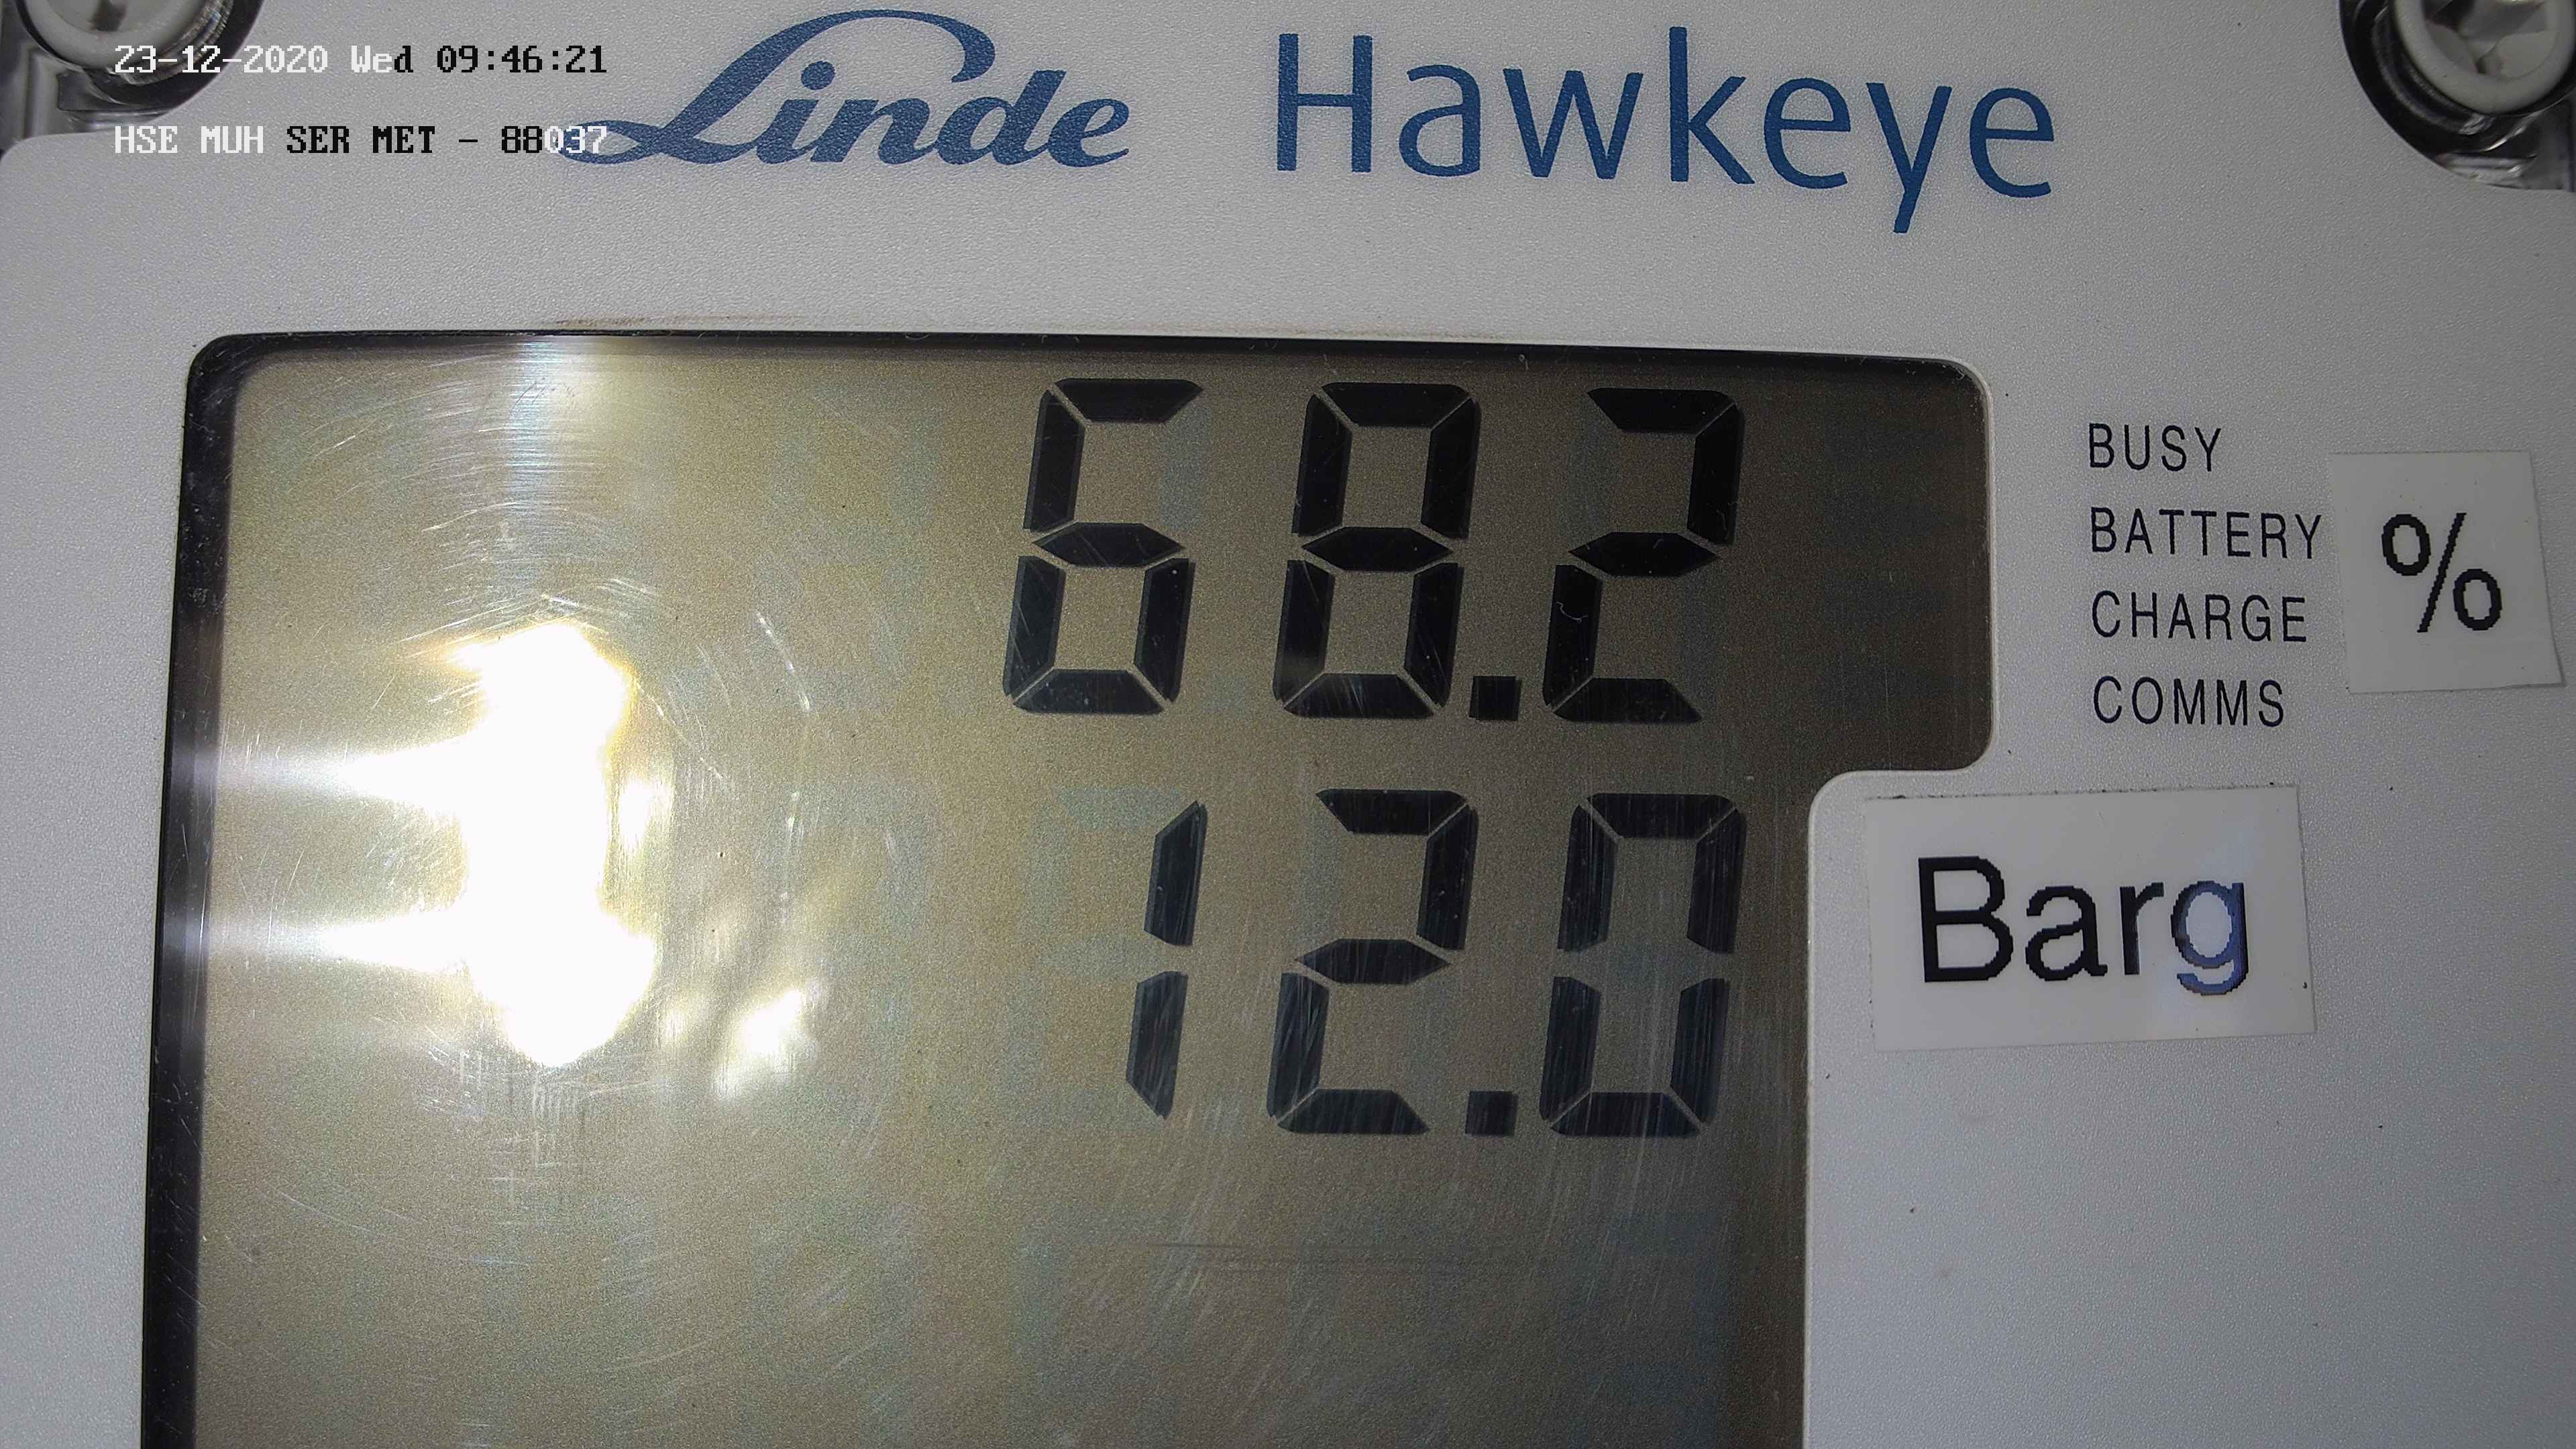 23-12-2020 Wed 09:46:21
HSE MUH SER MET - 88037
Linde Hawkeye
68.2
BUSY
BATTERY
CHARGE
COMMS
%
12.0
Barg